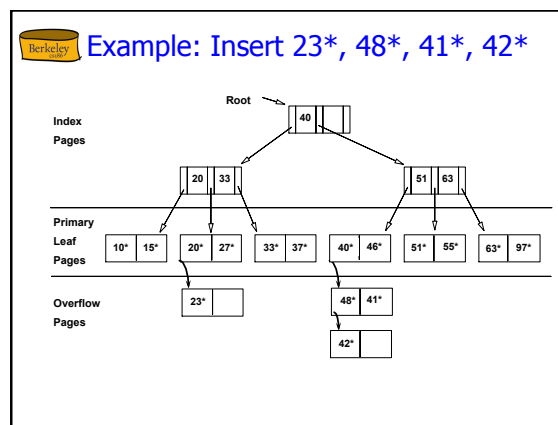 Berkeley
cs186
Example: Insert 23*, 48*, 41*, 42*
Root
Index
Pages
40
20 33
51 63
Primary
Leaf
Pages
10* 15*
20* 27*
33* 37*
40* 46*
51* 55*
63* 97*
Overflow
Pages
23*
48* 41*
42*